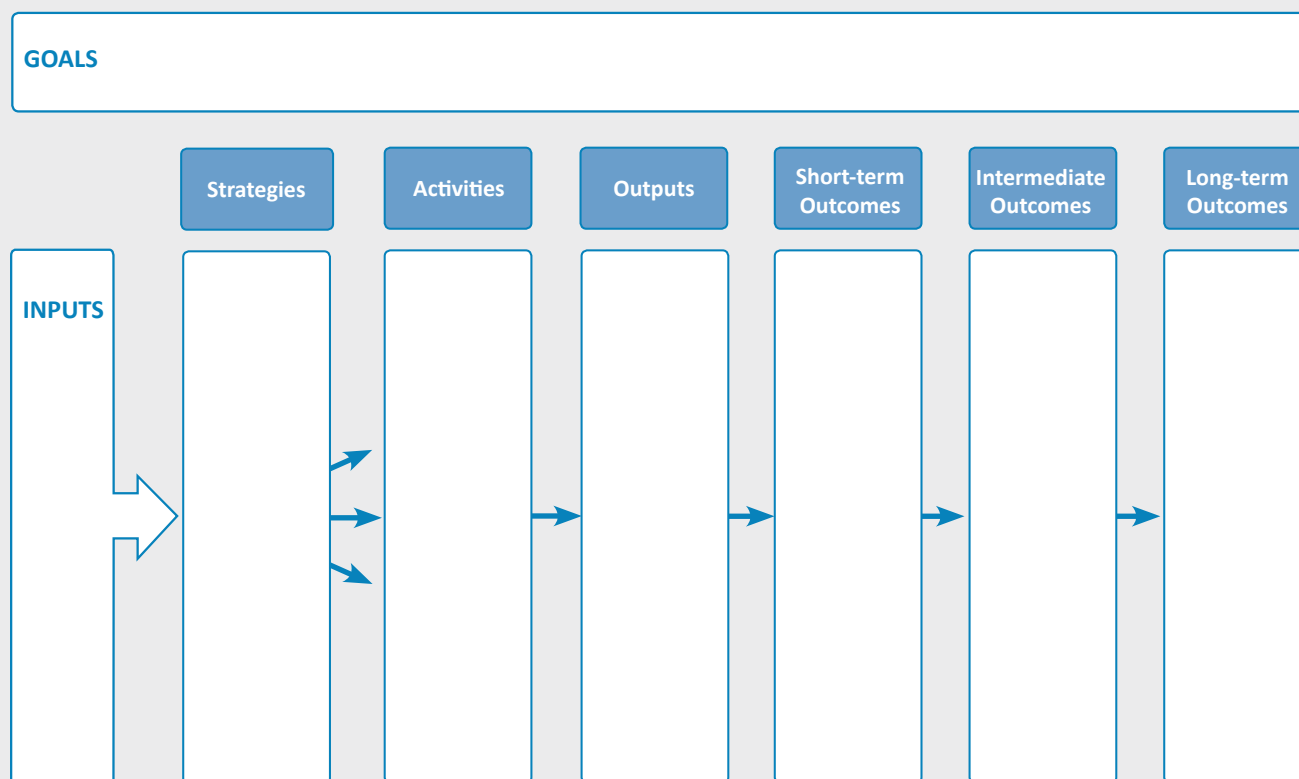 GOALS
Strategies
Activities
Outputs
Short-term
Outcomes
Intermediate
Outcomes
Long-term
Outcomes
INPUTS